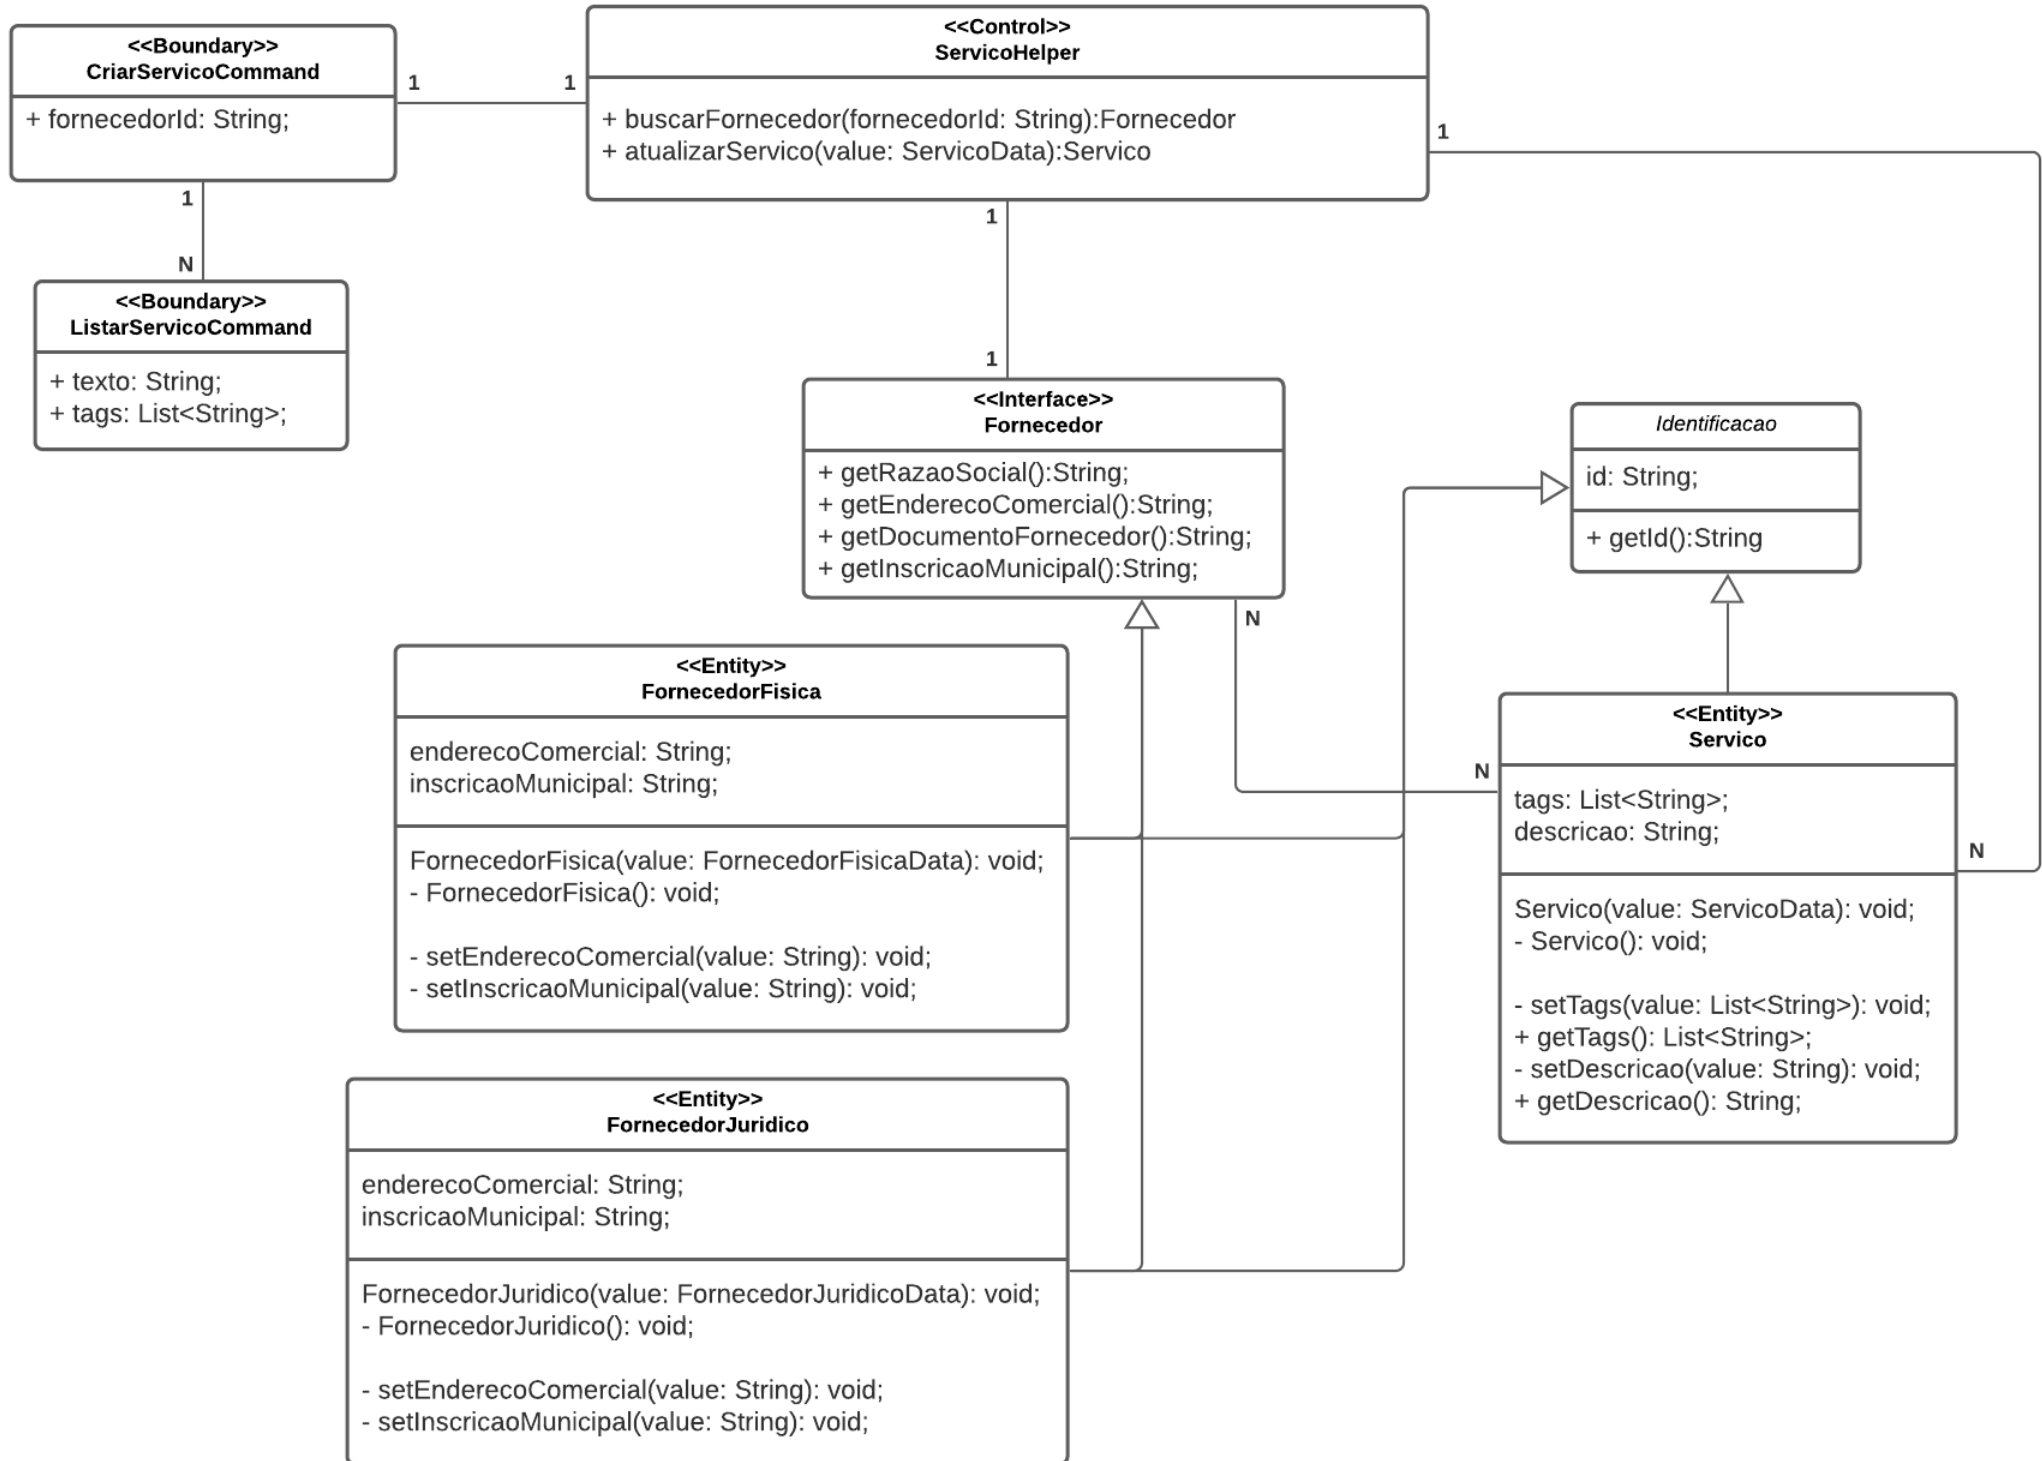 <<Boundary>>
CriarServicoCommand
+ fornecedorId: String;
1
1
<<Control>>
ServicoHelper
+ buscarFornecedor(fornecedorId: String):Fornecedor
+ atualizarServico(value: ServicoData):Servico
1
1
N
<<Boundary>>
ListarServicoCommand
+ texto: String;
+ tags: List<String>;
1
1
<<Interface>>
Fornecedor
+ getRazaoSocial():String;
+ getEnderecoComercial():String;
+ getDocumentoFornecedor():String;
+ getInscricaoMunicipal():String;
N
Identificacao
id: String;
+ getId():String
<<Entity>>
FornecedorFisica
enderecoComercial: String;
inscricaoMunicipal: String;
FornecedorFisica(value: FornecedorFisicaData): void;
- FornecedorFisica(): void;
- setEnderecoComercial(value: String): void;
- setInscricaoMunicipal(value: String): void;
N
<<Entity>>
Servico
tags: List<String>;
descricao: String;
N
Servico(value: ServicoData): void;
- Servico(): void;
- setTags(value: List<String>): void;
+ getTags(): List<String>;
- setDescricao(value: String): void;
+ getDescricao(): String;
<<Entity>>
FornecedorJuridico
enderecoComercial: String;
inscricaoMunicipal: String;
FornecedorJuridico(value: FornecedorJuridicoData): void;
- FornecedorJuridico(): void;
- setEnderecoComercial(value: String): void;
- setInscricaoMunicipal(value: String): void;